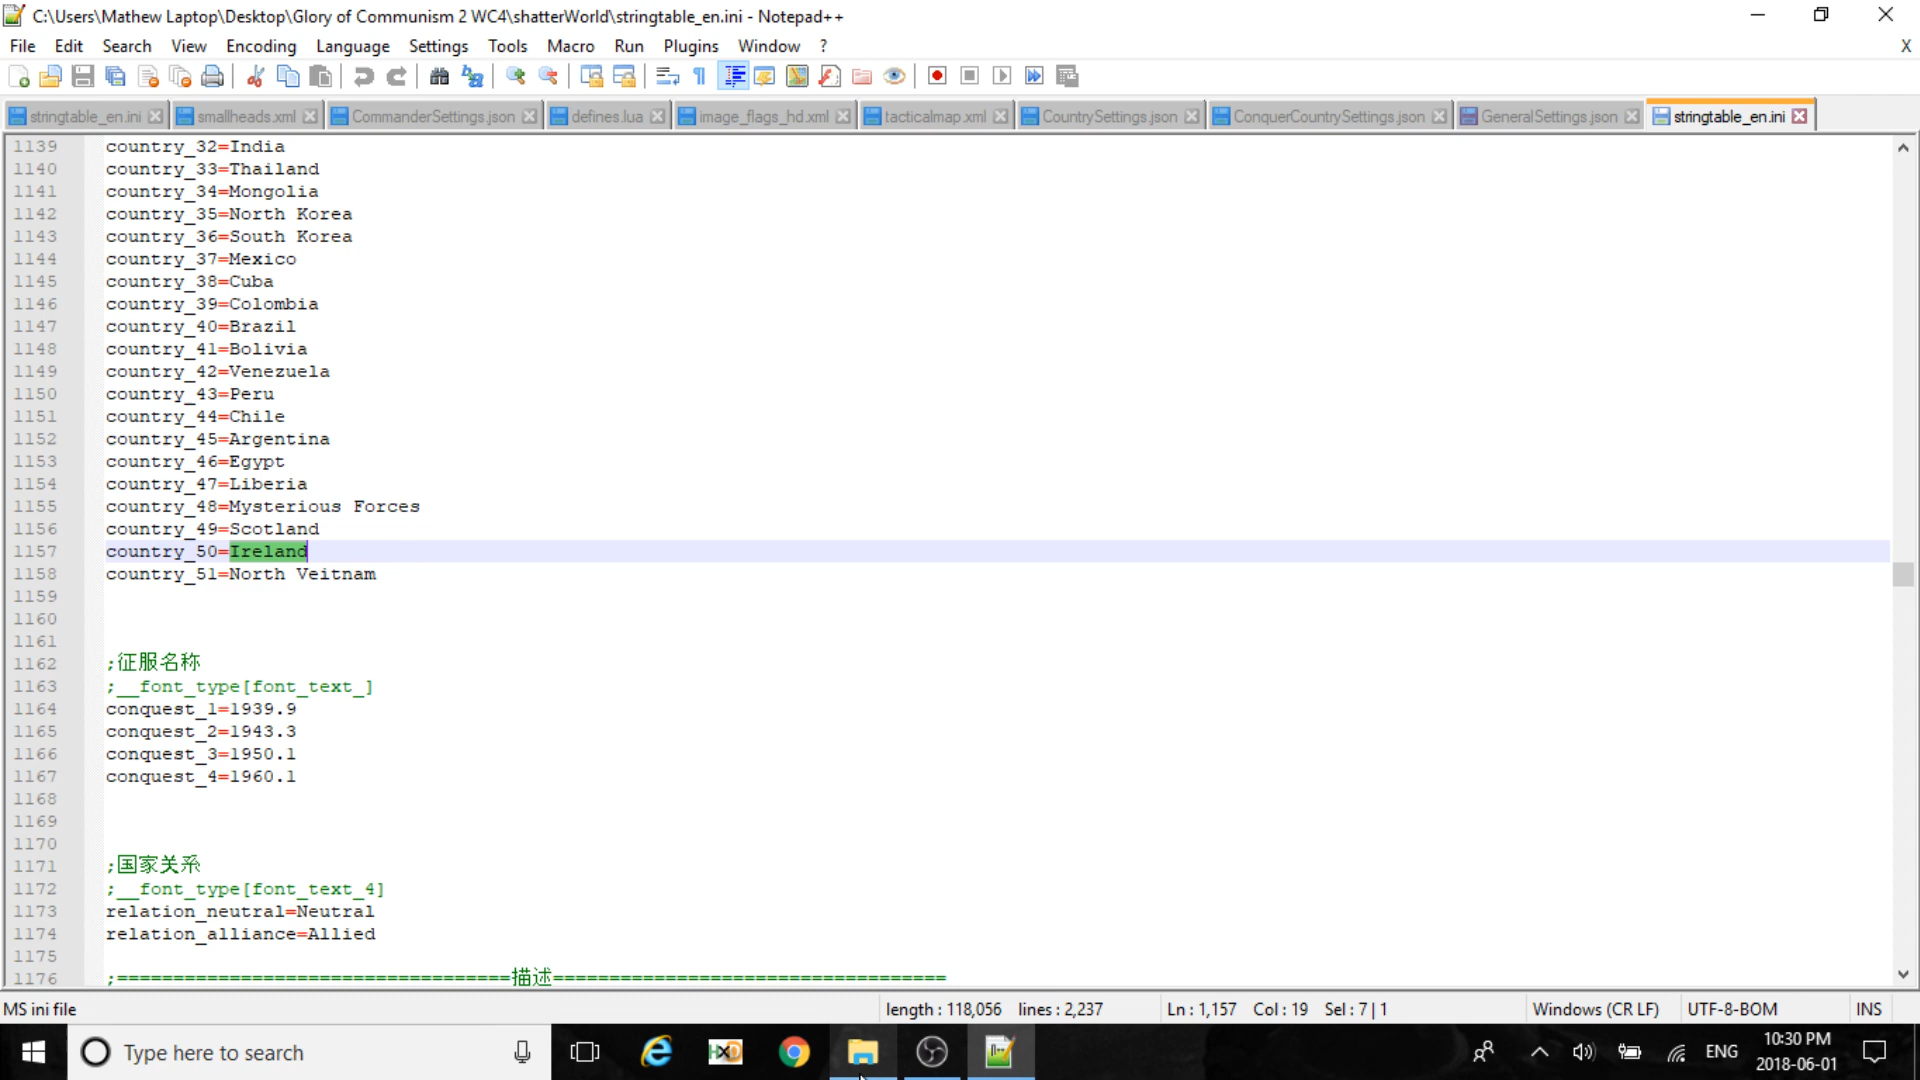 C:\Users\Mathew Laptop\Desktop\Glory of Communism 2 WC4\shatterWorld\stringtable_en.ini - Notepad++
File Edit Search View Encoding Language Settings Tools Macro Run Plugins Window ? X
stringtable_en.ini smallheads.xml CommanderSettings.json defines.lua image_flags_hd.xml tacticalmap.xml CountrySettings.json ConquerCountrySettings.json GeneralSettings.json stringtable_en.ini
1139 country_32=India
1140 country_33=Thailand
1141 country_34=Mongolia
1142 country_35=North Korea
1143 country_36=South Korea
1144 country_37=Mexico
1145 country_38=Cuba
1146 country_39=Colombia
1147 country_40=Brazil
1148 country_41=Bolivia
1149 country_42=Venezuela
1150 country_43=Peru
1151 country_44=Chile
1152 country_45=Argentina
1153 country_46=Egypt
1154 country_47=Liberia
1155 country_48=Mysterious Forces
1156 country_49=Scotland
1157 country_50=Ireland
1158 country_51=North Veitnam
1159
1160
1161
1162 ;征服名称
1163 ;__font_type[font_text_]
1164 conquest_1=1939.9
1165 conquest_2=1943.3
1166 conquest_3=1950.1
1167 conquest_4=1960.1
1168
1169
1170
1171 ;国家关系
1172 ;__font_type[font_text_4]
1173 relation_neutral=Neutral
1174 relation_alliance=Allied
1175
1176 ;===================================描述===================================
MS ini file length : 118,056 lines : 2,237 Ln : 1,157 Col : 19 Sel : 7 | 1 Windows (CR LF) UTF-8-BOM INS
Type here to search HXD ENG 10:30 PM
2018-06-01